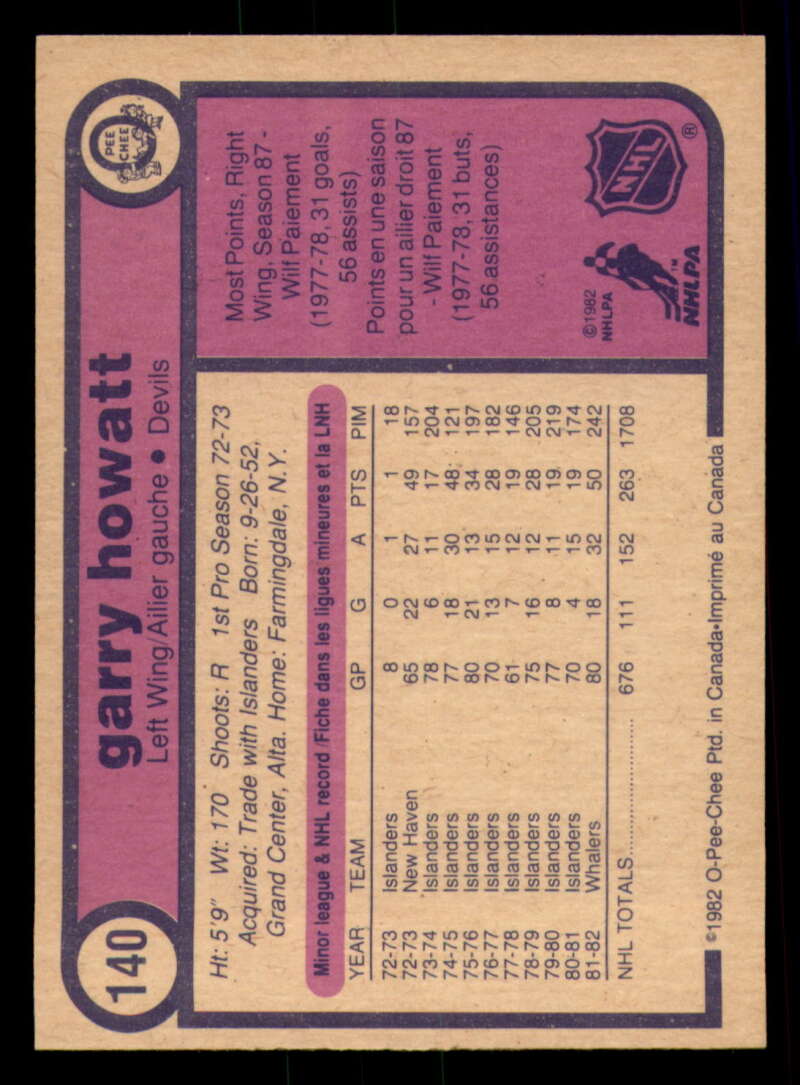 140
garry howatt
Left Wing/Ailier gauche • Devils
O PEE CHEE
Ht: 5'9" Wt: 170 Shoots: R 1st Pro Season 72-73
Acquired: Trade with Islanders Born: 9-26-52,
Grand Center, Alta. Home: Farmingdale, N.Y.
Minor league & NHL record/Fiche dans les ligues mineures et la LNH
YEAR TEAM GP G A PTS PIM
72-73 Islanders 8 0 1 1 18
72-73 New Haven 65 22 27 49 157
73-74 Islanders 78 6 11 17 204
74-75 Islanders 77 18 30 48 121
75-76 Islanders 80 21 13 34 197
76-77 Islanders 70 13 15 28 182
77-78 Islanders 61 7 12 19 146
78-79 Islanders 75 16 12 28 205
79-80 Islanders 77 8 11 19 219
80-81 Islanders 70 4 15 19 174
81-82 Whalers 80 18 32 50 242
NHL TOTALS 676 111 152 263 1708
Most Points, Right
Wing, Season 87 -
Wilf Paiement
(1977-78, 31 goals,
56 assists)
Points en une saison
pour un ailier droit 87
- Wilf Paiement
(1977-78, 31 buts,
56 assistances)
©1982
NHLPA
NHLPA™
NHL ®
©1982 O-Pee-Chee Ptd. in Canada•Imprimé au Canada